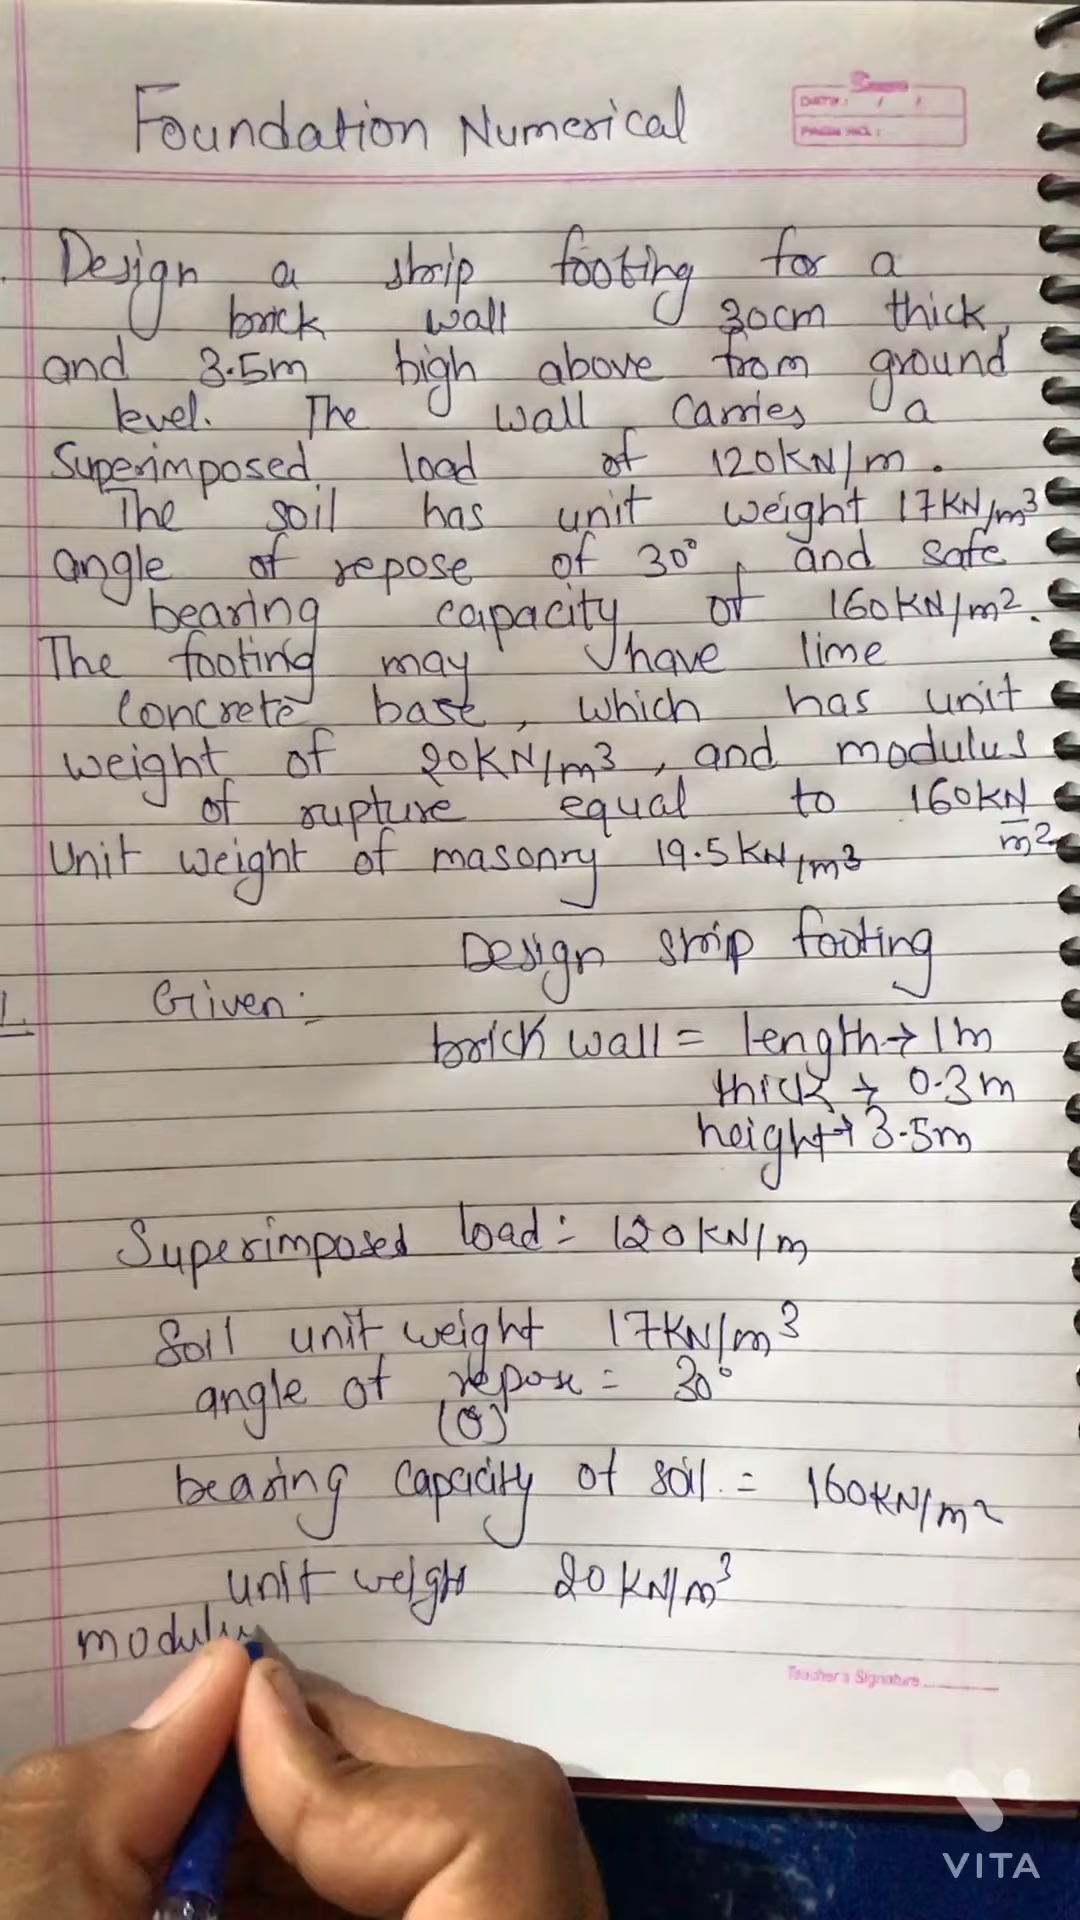 Foundation Numerical
DATE: / /
PAGE NO.:
Design a strip footing for a
brick wall 30cm thick,
and 3.5m high above from ground
level. The wall carries a
Superimposed load of 120KN/m.
The soil has unit weight 17KN/m3
angle of repose of 30°, and safe
bearing capacity of 160KN/m2.
The footing may have lime
concrete base, which has unit
weight of 20KN/m3, and modulus
of rupture equal to 160KN/m2
Unit weight of masonry 19.5KN/m3
Design strip footing
1. Given:
brick wall = length → 1m
thick → 0.3m
height → 3.5m
Superimposed load = 120KN/m
Soil unit weight 17KN/m3
angle of repose = 30°
(θ)
bearing capacity of soil = 160KN/m2
unit weight 20KN/m3
modulu
Teacher's Signature
VITA